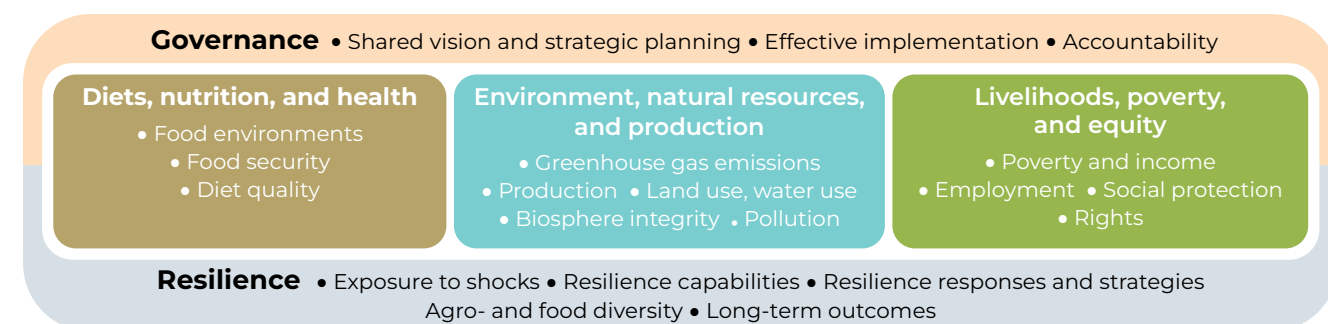 Governance • Shared vision and strategic planning • Effective implementation • Accountability
Diets, nutrition, and health
• Food environments
• Food security
• Diet quality
Environment, natural resources,
and production
• Greenhouse gas emissions
• Production • Land use, water use
• Biosphere integrity • Pollution
Livelihoods, poverty,
and equity
• Poverty and income
• Employment • Social protection
• Rights
Resilience • Exposure to shocks • Resilience capabilities • Resilience responses and strategies
Agro- and food diversity • Long-term outcomes